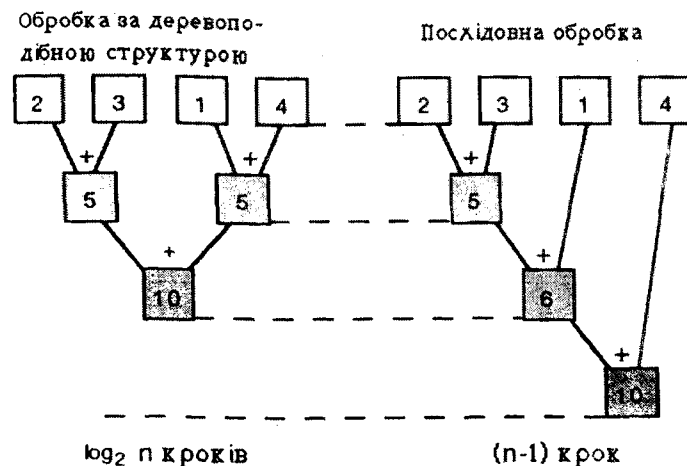 Обробка за деревопо-
дібною структурою
Послідовна обробка
2 3 1 4 2 3 1 4
+ + +
5 5 5
+ +
10 6
+
10
log₂ n кроків (n-1) крок